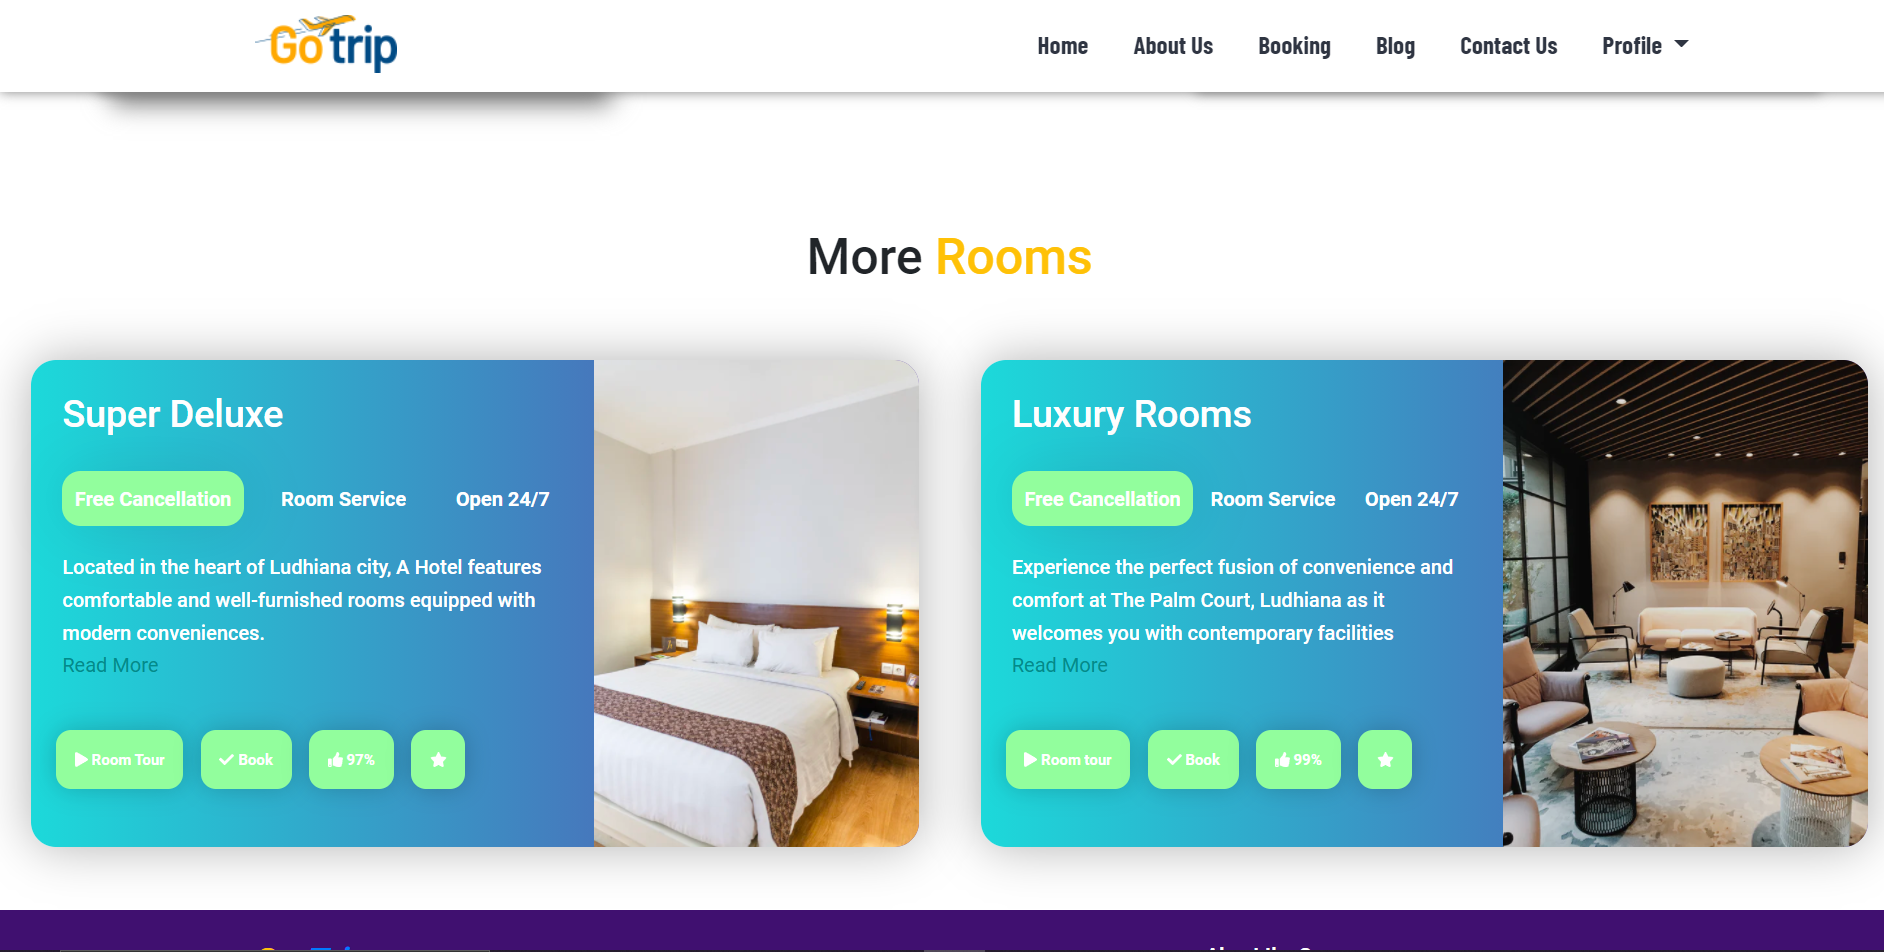 Go trip
Home About Us Booking Blog Contact Us Profile
More Rooms
Super Deluxe
Free Cancellation Room Service Open 24/7
Located in the heart of Ludhiana city, A Hotel features
comfortable and well-furnished rooms equipped with
modern conveniences.
Read More
Room Tour Book 97%
Luxury Rooms
Free Cancellation Room Service Open 24/7
Experience the perfect fusion of convenience and
comfort at The Palm Court, Ludhiana as it
welcomes you with contemporary facilities
Read More
Room tour Book 99%